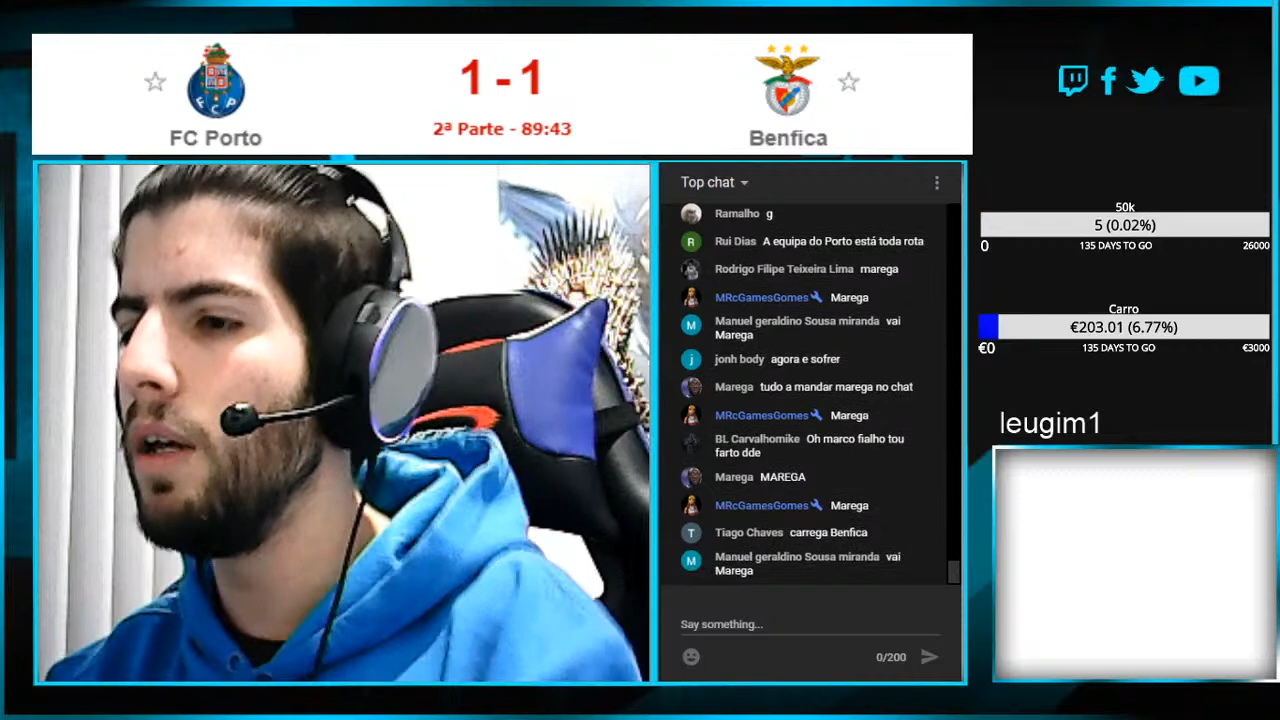 1 - 1
2ª Parte - 89:43
FC Porto
Benfica
Top chat
Ramalho g
R Rui Dias A equipa do Porto está toda rota
Rodrigo Filipe Teixeira Lima marega
MRcGamesGomes Marega
M Manuel geraldino Sousa miranda vai
Marega
j jonh body agora e sofrer
Marega tudo a mandar marega no chat
MRcGamesGomes Marega
BL Carvalhomike Oh marco fialho tou
farto dde
Marega MAREGA
MRcGamesGomes Marega
T Tiago Chaves carrega Benfica
M Manuel geraldino Sousa miranda vai
Marega
Say something...
0/200
50k
5 (0.02%)
0 135 DAYS TO GO 26000
Carro
€203.01 (6.77%)
€0 135 DAYS TO GO €3000
leugim1